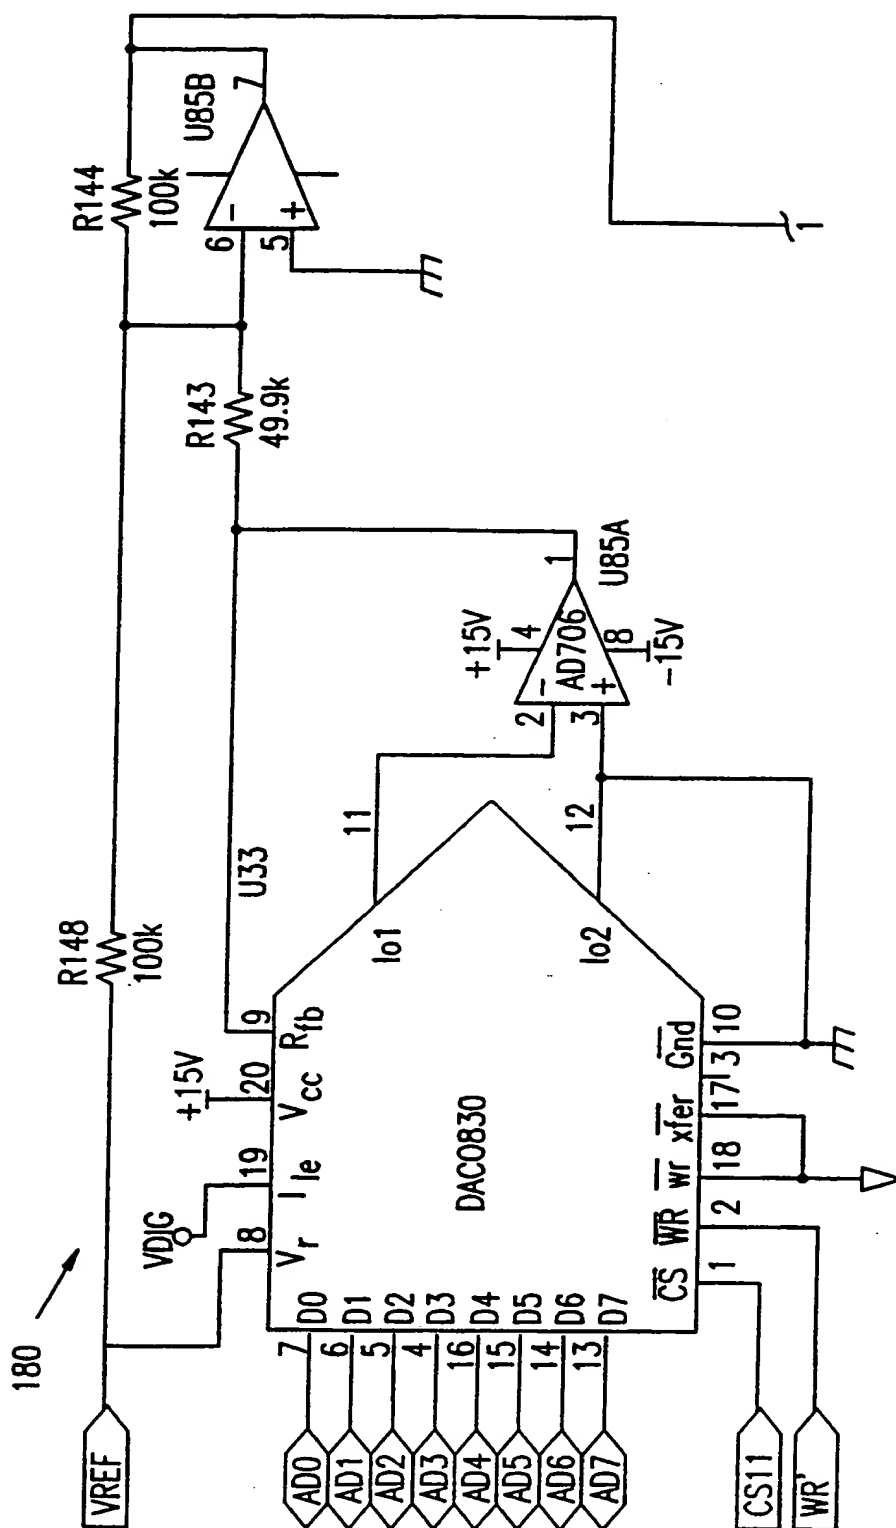 180
VREF
R148
100k
R144
100k
U85B
7
6
5
−
+
R143
49.9k
VDIG
8
Vr
19
Ile
+15V
20
Vcc
9
Rfb
U33
7
D0
AD0
6
D1
AD1
5
D2
AD2
4
D3
AD3
16
D4
AD4
15
D5
AD5
14
D6
AD6
13
D7
AD7
DAC0830
Io1
11
Io2
12
2
3
−
+
AD706
+15V
4
8
−15V
1
U85A
CS
1
CS11
WR
2
WR'
wr
18
xfer
17
3
Gnd
10
1